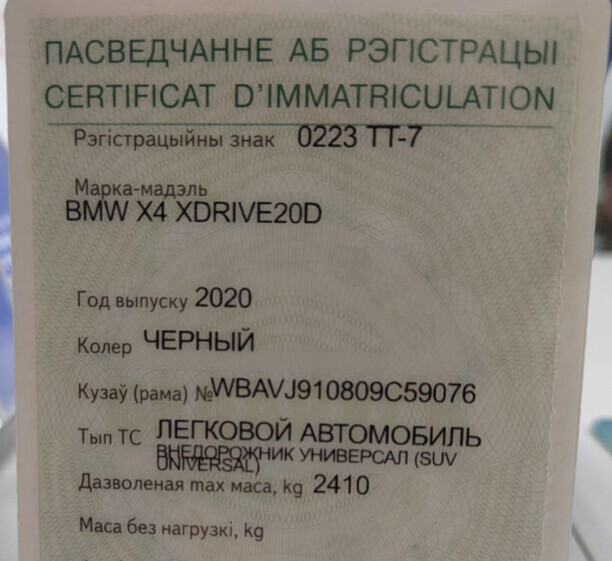 ПАСВЕДЧАННЕ АБ РЭГІСТРАЦЫІ
CERTIFICAT D'IMMATRICULATION
Рэгістрацыйны знак 0223 TT-7
Марка-мадэль
BMW X4 XDRIVE20D
Год выпуску 2020
Колер ЧЕРНЫЙ
Кузаў (рама) № WBAVJ910809C59076
Тып ТС ЛЕГКОВОЙ АВТОМОБИЛЬ
ВНЕДОРОЖНИК УНИВЕРСАЛ (SUV
UNIVERSAL)
Дазволеная max маса, kg 2410
Маса без нагрузкі, kg